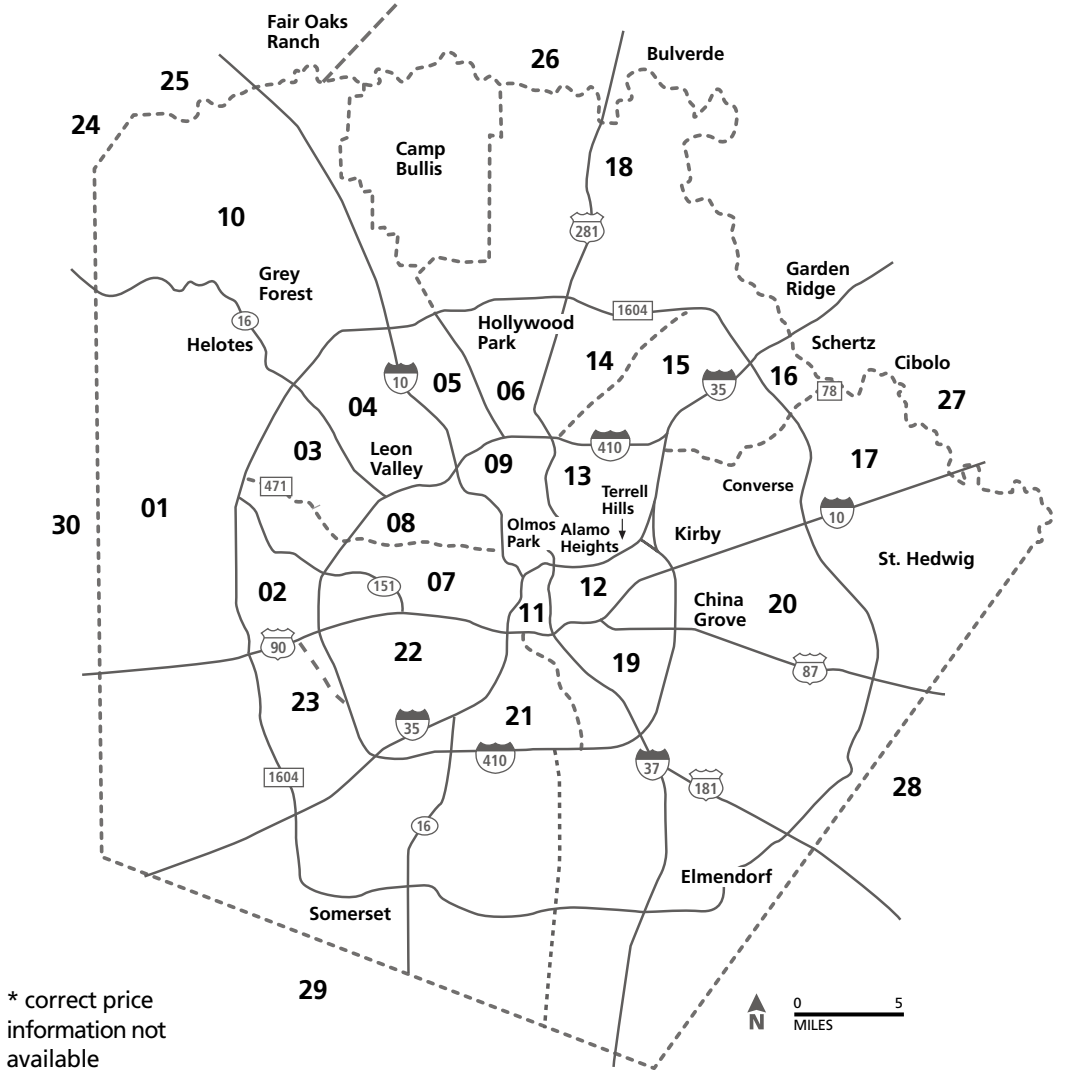 Fair Oaks
Ranch
26
Bulverde
25
24
Camp
Bullis
18
10
281
Grey
Forest
Garden
Ridge
16
1604
Hollywood
Park
Helotes
Schertz
14
15
Cibolo
10
05
35
16
78
06
27
04
03
Leon
Valley
410
09
17
13
471
Converse
Terrell
Hills
01
10
30
08
Olmos
Park
Alamo
Heights
Kirby
St. Hedwig
151
07
12
02
China
Grove
20
11
90
22
19
87
23
21
35
410
37
1604
181
28
16
Elmendorf
Somerset
29
* correct price
information not
available
N
0 5
MILES